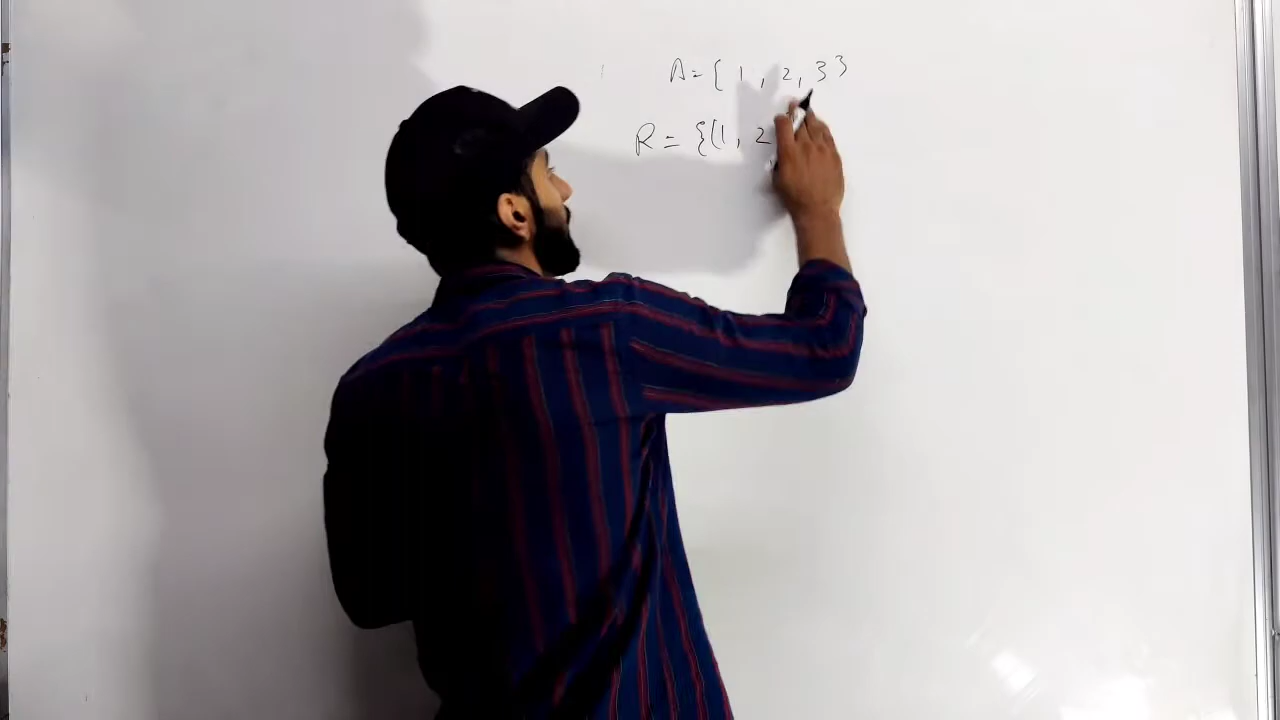 A = { 1 , 2, 3 }
R = {(1, 2